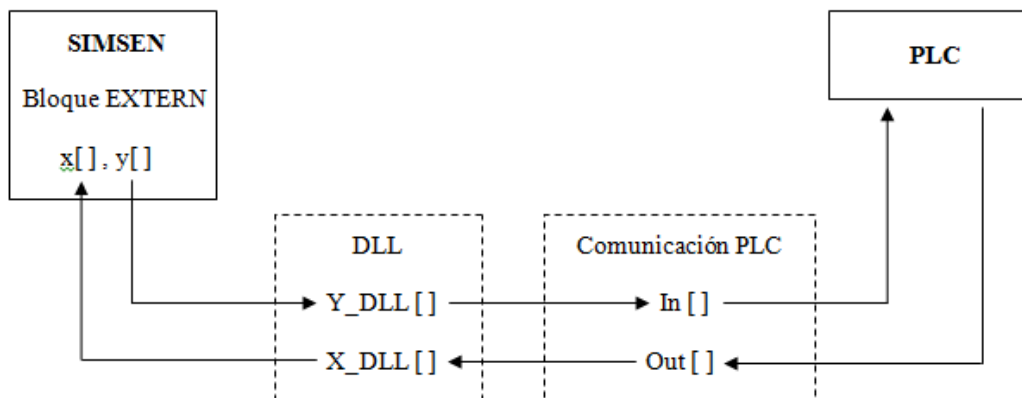 SIMSEN
Bloque EXTERN
x[ ] , y[ ]
PLC
DLL
Y_DLL [ ]
X_DLL [ ]
Comunicación PLC
In [ ]
Out [ ]